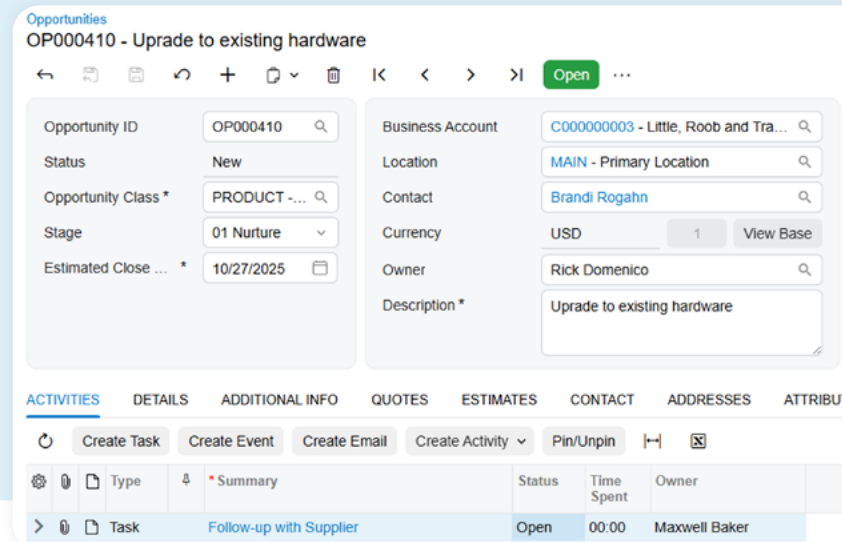 Opportunities
OP000410 - Uprade to existing hardware
Open ...
Opportunity ID OP000410
Status New
Opportunity Class * PRODUCT -...
Stage 01 Nurture
Estimated Close ... * 10/27/2025
Business Account C000000003 - Little, Roob and Tra...
Location MAIN - Primary Location
Contact Brandi Rogahn
Currency USD 1 View Base
Owner Rick Domenico
Description * Uprade to existing hardware
ACTIVITIES DETAILS ADDITIONAL INFO QUOTES ESTIMATES CONTACT ADDRESSES ATTRIBU
Create Task Create Event Create Email Create Activity Pin/Unpin
Type * Summary Status Time Spent Owner
Task Follow-up with Supplier Open 00:00 Maxwell Baker